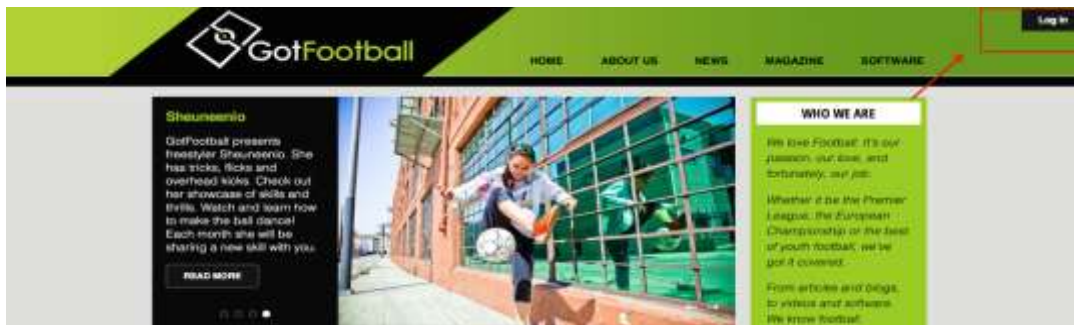 Log in
GotFootball
HOME ABOUT US NEWS MAGAZINE SOFTWARE
Sheuneenio
GotFootball presents
freestyler Sheuneenio. She
has tricks, flicks and
overhead kicks. Check out
her showcase of skills and
thrills. Watch and learn how
to make the ball dance!
Each month she will be
sharing a new skill with you.
READ MORE
WHO WE ARE
We love Football. It's our
passion, our love, and
fortunately, our job.
Whether it be the Premier
League, the European
Championship or the best
of youth football, we've
got it covered.
From articles and blogs,
to videos and software.
We know football.